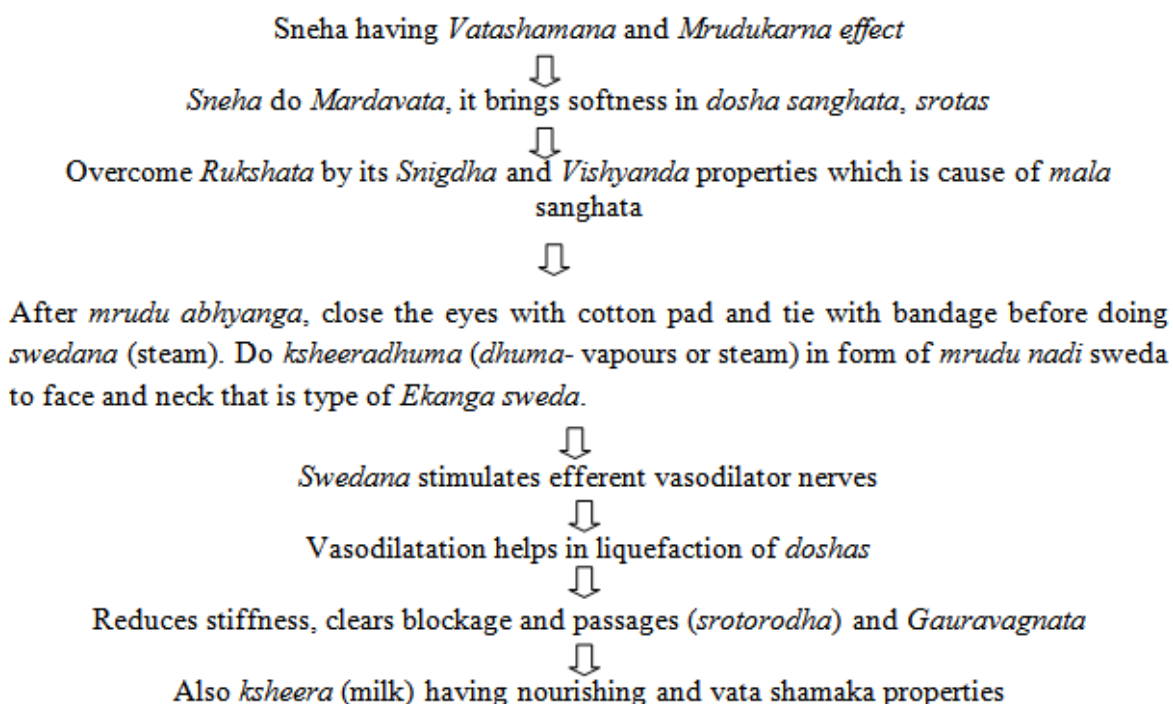 Sneha having Vatashamana and Mrudukarna effect
Sneha do Mardavata, it brings softness in dosha sanghata, srotas
Overcome Rukshata by its Snigdha and Vishyanda properties which is cause of mala
sanghata
After mrudu abhyanga, close the eyes with cotton pad and tie with bandage before doing
swedana (steam). Do ksheeradhuma (dhuma- vapours or steam) in form of mrudu nadi sweda
to face and neck that is type of Ekanga sweda.
Swedana stimulates efferent vasodilator nerves
Vasodilatation helps in liquefaction of doshas
Reduces stiffness, clears blockage and passages (srotorodha) and Gauravagnata
Also ksheera (milk) having nourishing and vata shamaka properties